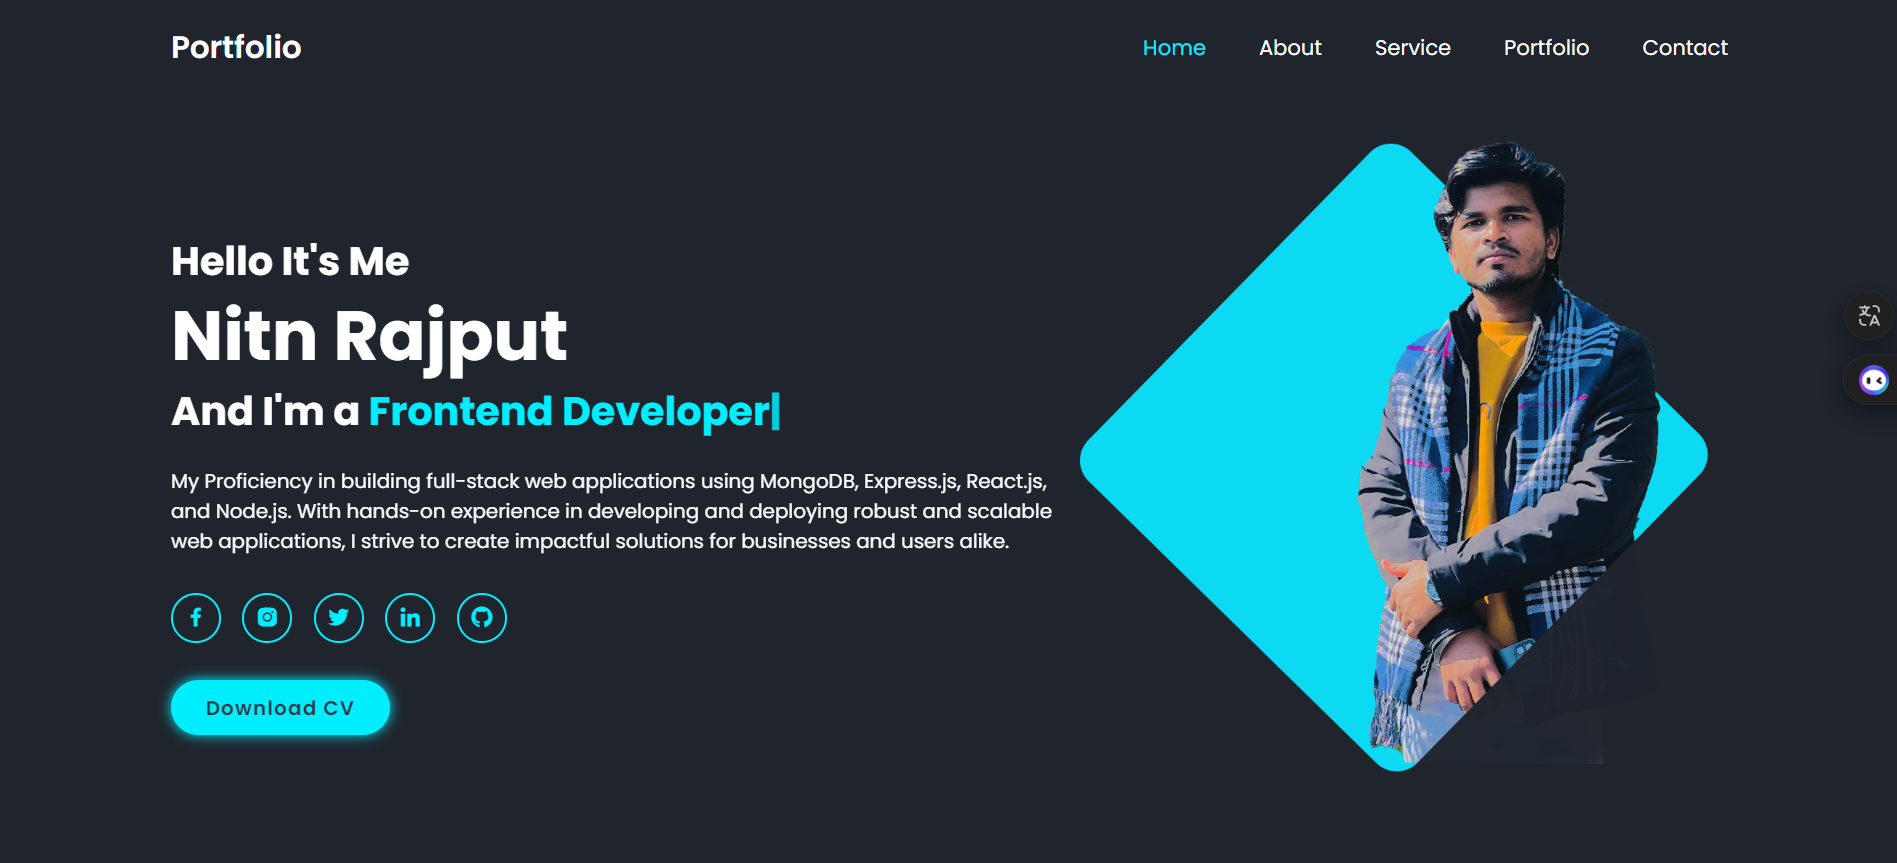 Portfolio
Home About Service Portfolio Contact
Hello It's Me
Nitn Rajput
And I'm a Frontend Developer|
My Proficiency in building full-stack web applications using MongoDB, Express.js, React.js,
and Node.js. With hands-on experience in developing and deploying robust and scalable
web applications, I strive to create impactful solutions for businesses and users alike.
Download CV